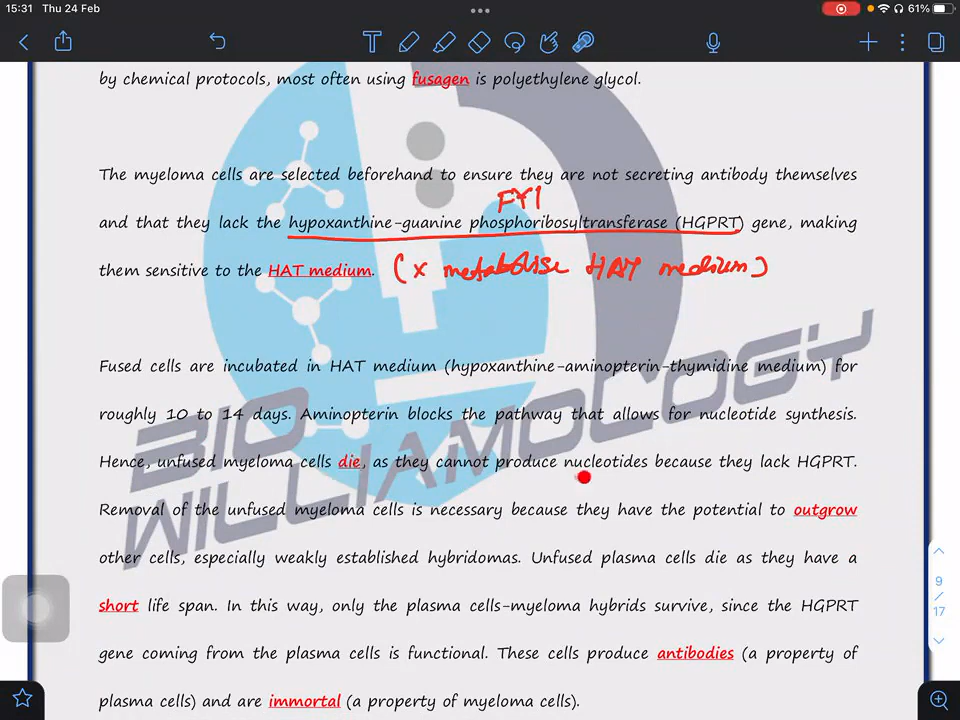 15:31 Thu 24 Feb
61%
by chemical protocols, most often using fusagen is polyethylene glycol.
The myeloma cells are selected beforehand to ensure they are not secreting antibody themselves
FYI
and that they lack the hypoxanthine-guanine phosphoribosyltransferase (HGPRT) gene, making
them sensitive to the HAT medium. (x metabolise HAT medium)
Fused cells are incubated in HAT medium (hypoxanthine-aminopterin-thymidine medium) for
roughly 10 to 14 days. Aminopterin blocks the pathway that allows for nucleotide synthesis.
Hence, unfused myeloma cells die, as they cannot produce nucleotides because they lack HGPRT.
Removal of the unfused myeloma cells is necessary because they have the potential to outgrow
other cells, especially weakly established hybridomas. Unfused plasma cells die as they have a
short life span. In this way, only the plasma cells-myeloma hybrids survive, since the HGPRT
gene coming from the plasma cells is functional. These cells produce antibodies (a property of
plasma cells) and are immortal (a property of myeloma cells).
BIO
WILLIAMOLOGY
9
/
17